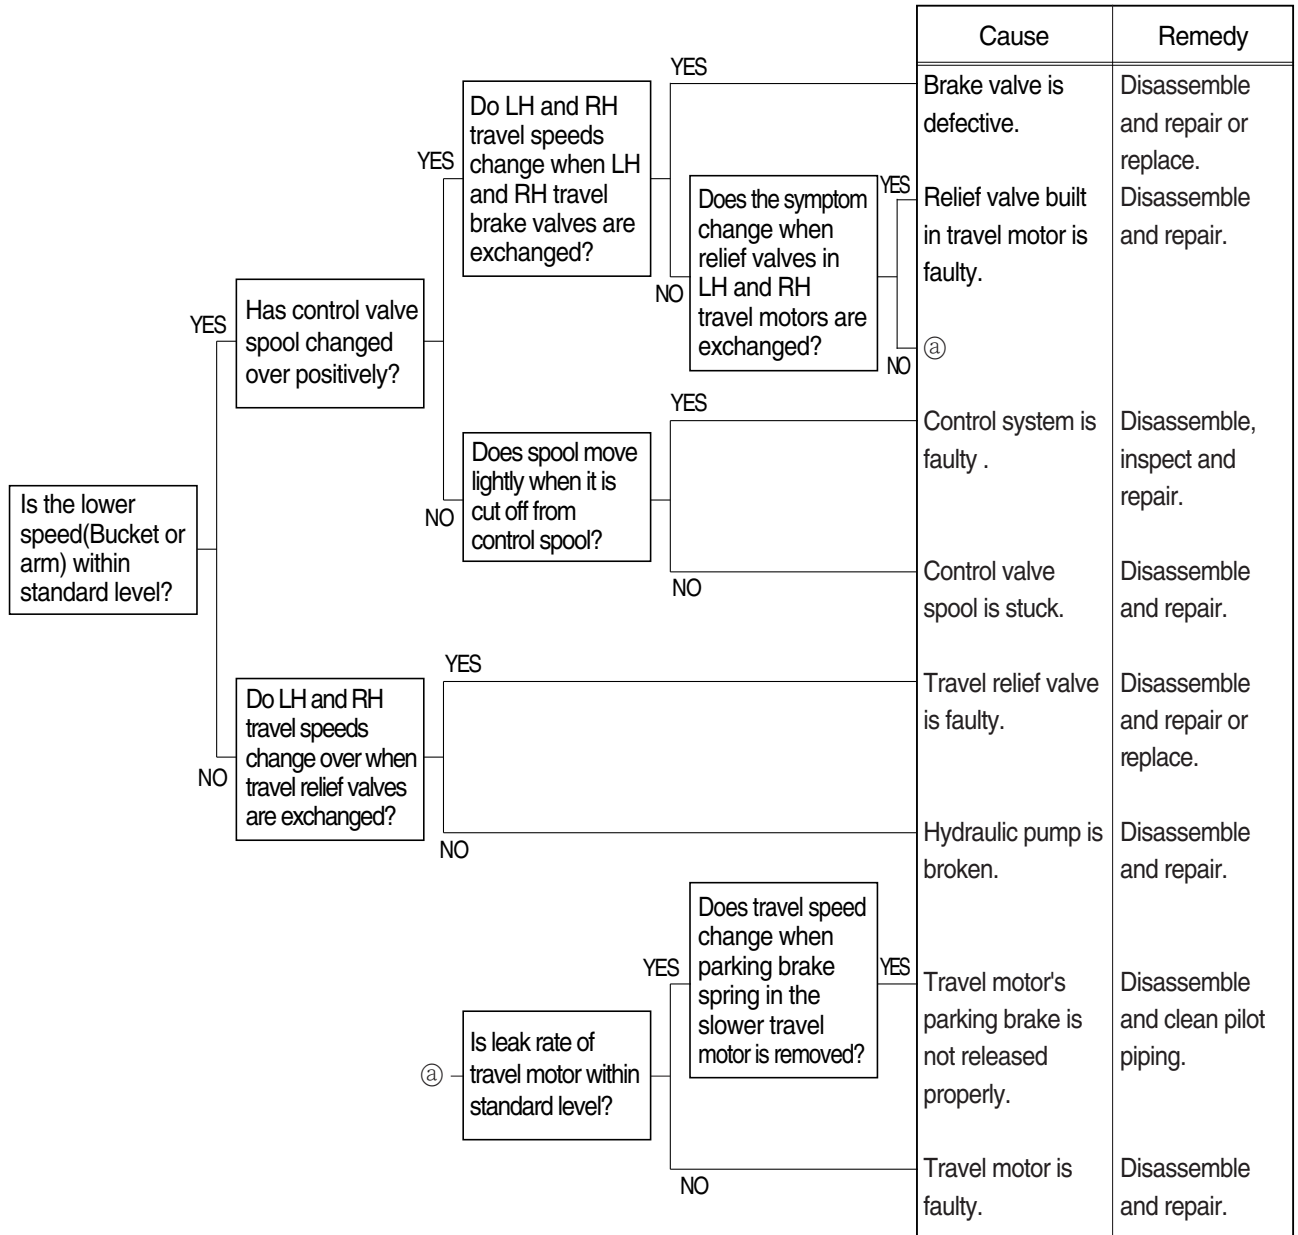 Cause
Remedy
YES
Do LH and RH
travel speeds
change when LH
and RH travel
brake valves are
exchanged?
Brake valve is
defective.
Disassemble
and repair or
replace.
YES
Does the symptom
change when
relief valves in
LH and RH
travel motors are
exchanged?
YES
Relief valve built
in travel motor is
faulty.
Disassemble
and repair.
NO
NO
ⓐ
YES
Has control valve
spool changed
over positively?
YES
Control system is
faulty .
Disassemble,
inspect and
repair.
Does spool move
lightly when it is
cut off from
control spool?
NO
NO
Control valve
spool is stuck.
Disassemble
and repair.
Is the lower
speed(Bucket or
arm) within
standard level?
YES
Travel relief valve
is faulty.
Disassemble
and repair or
replace.
Do LH and RH
travel speeds
change over when
travel relief valves
are exchanged?
NO
NO
Hydraulic pump is
broken.
Disassemble
and repair.
Does travel speed
change when
parking brake
spring in the
slower travel
motor is removed?
YES
YES
Travel motor's
parking brake is
not released
properly.
Disassemble
and clean pilot
piping.
ⓐ
Is leak rate of
travel motor within
standard level?
NO
Travel motor is
faulty.
Disassemble
and repair.